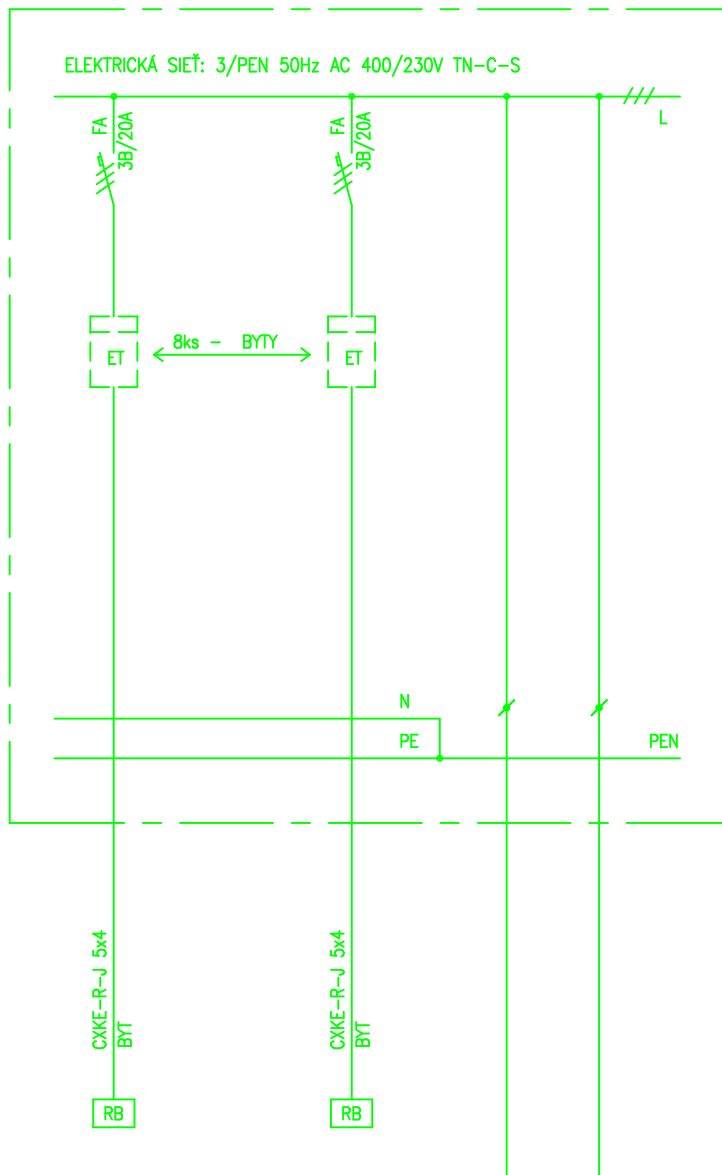 ELEKTRICKÁ SIEŤ: 3/PEN 50Hz AC 400/230V TN-C-S
L
FA
3B/20A
FA
3B/20A
ET
8ks - BYTY
ET
N
PE
PEN
CXKE-R-J 5x4
BYT
CXKE-R-J 5x4
BYT
RB
RB